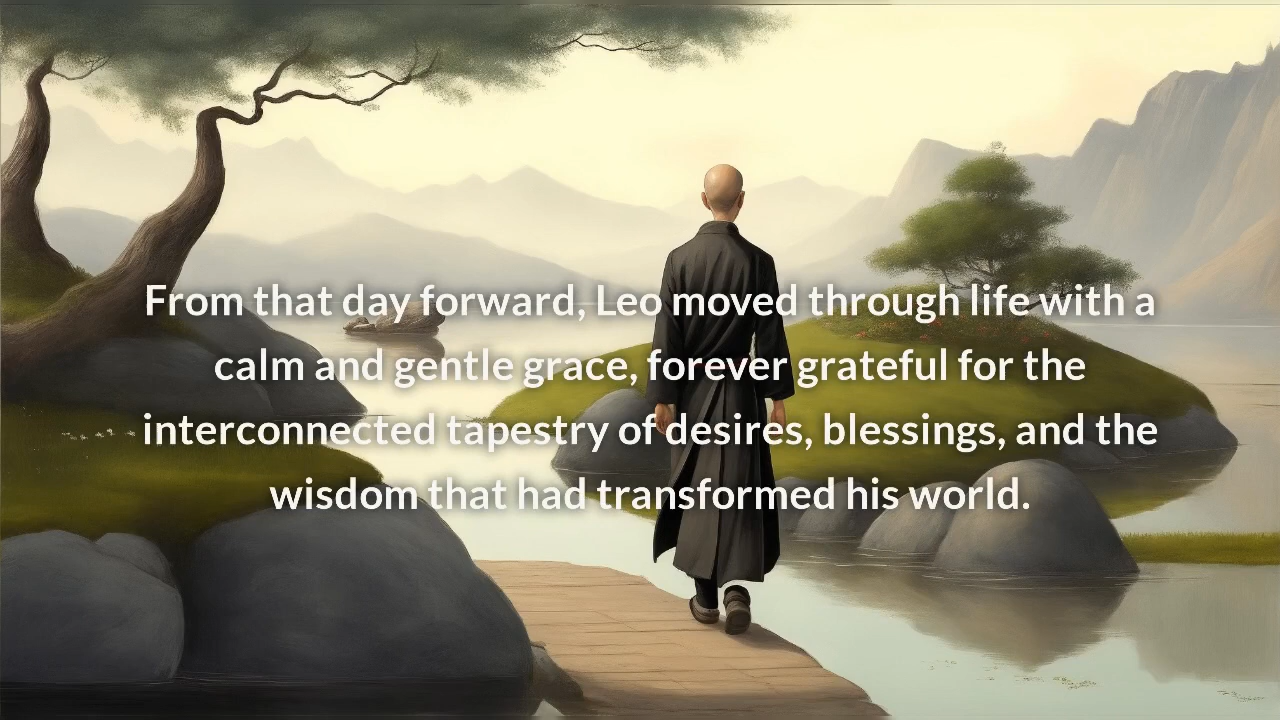 From that day forward, Leo moved through life with a
calm and gentle grace, forever grateful for the
interconnected tapestry of desires, blessings, and the
wisdom that had transformed his world.